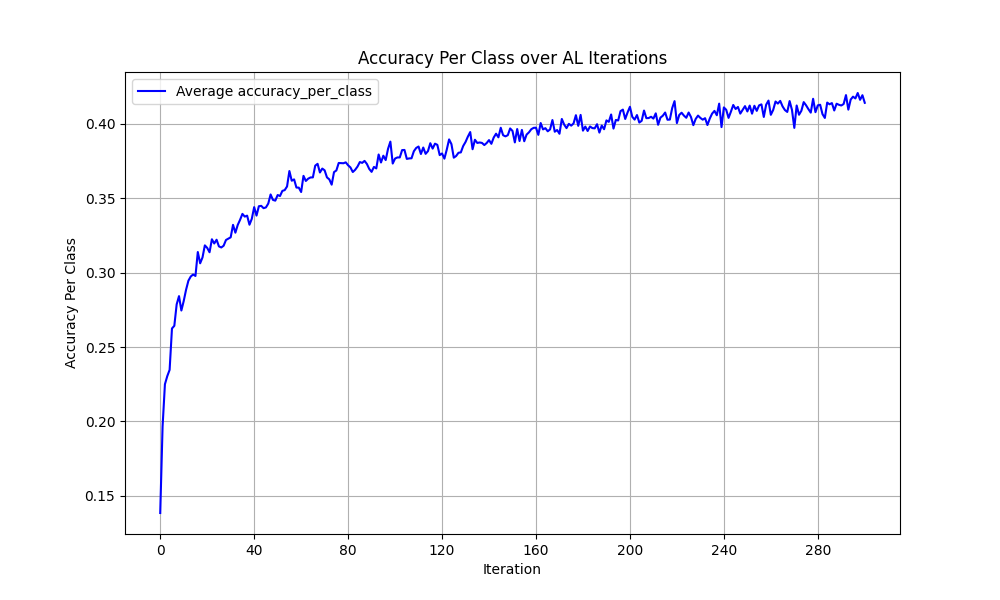 Accuracy Per Class over AL Iterations
Average accuracy_per_class
Accuracy Per Class
0.40
0.35
0.30
0.25
0.20
0.15
0 40 80 120 160 200 240 280
Iteration